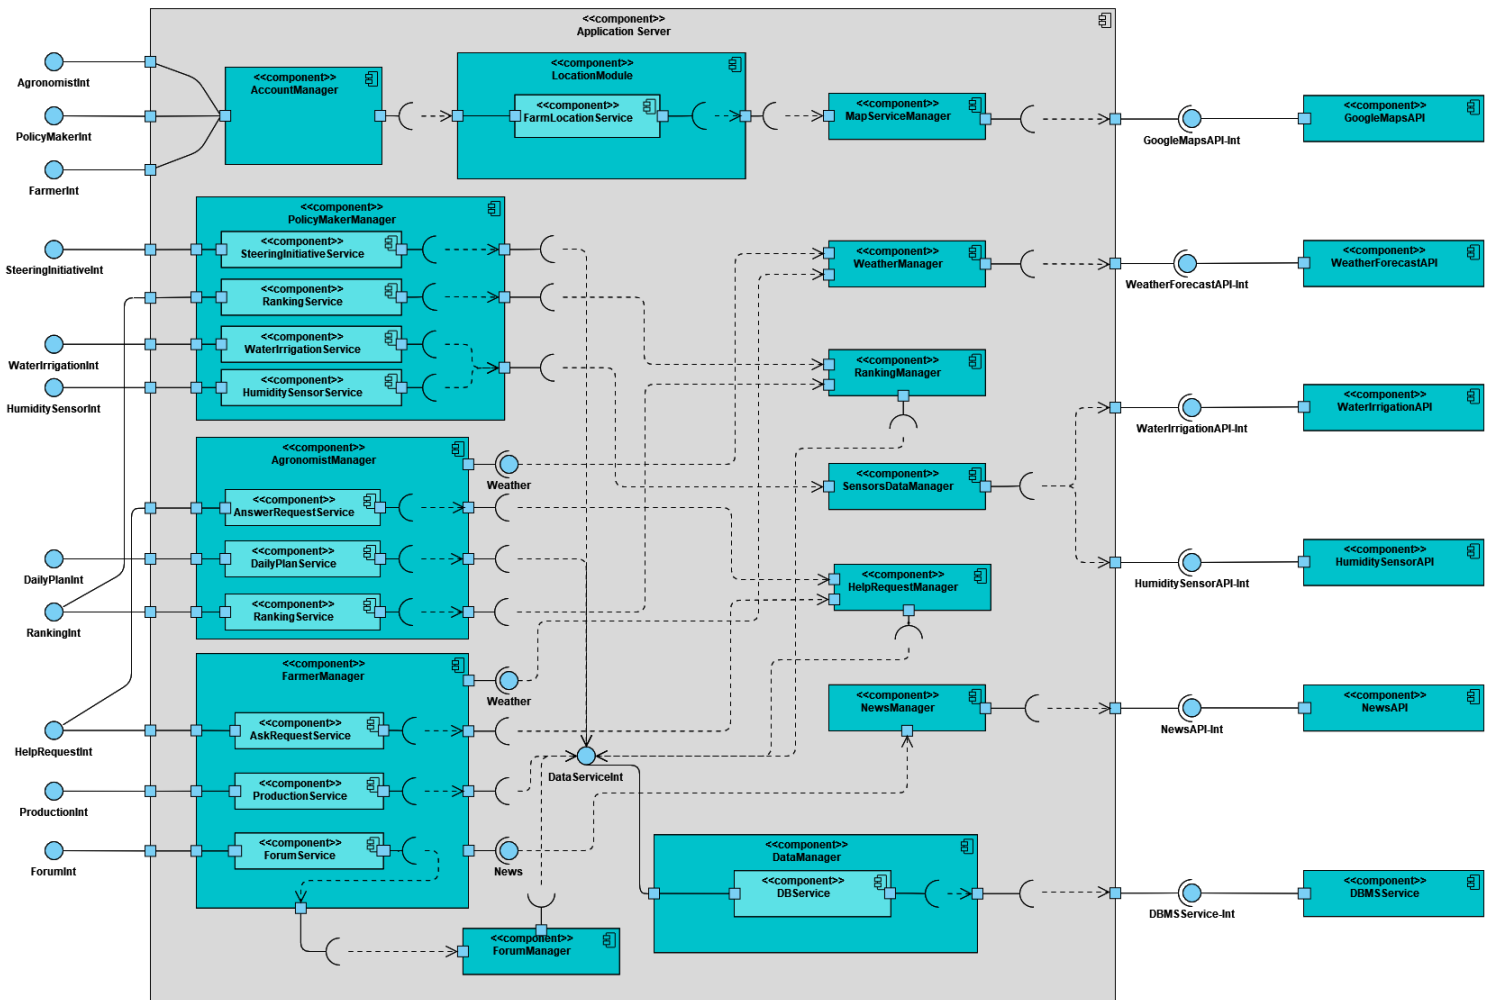 <<component>>
Application Server
AgronomistInt
PolicyMakerInt
FarmerInt
<<component>>
AccountManager
<<component>>
LocationModule
<<component>>
FarmLocationService
<<component>>
MapServiceManager
GoogleMapsAPI-Int
<<component>>
GoogleMapsAPI
<<component>>
PolicyMakerManager
SteeringInitiativeInt
<<component>>
SteeringInitiativeService
<<component>>
RankingService
WaterIrrigationInt
<<component>>
WaterIrrigationService
HumiditySensorInt
<<component>>
HumiditySensorService
<<component>>
WeatherManager
WeatherForecastAPI-Int
<<component>>
WeatherForecastAPI
<<component>>
RankingManager
WaterIrrigationAPI-Int
<<component>>
WaterIrrigationAPI
<<component>>
AgronomistManager
Weather
<<component>>
AnswerRequestService
<<component>>
SensorsDataManager
DailyPlanInt
<<component>>
DailyPlanService
RankingInt
<<component>>
RankingService
<<component>>
HelpRequestManager
HumiditySensorAPI-Int
<<component>>
HumiditySensorAPI
<<component>>
FarmerManager
Weather
HelpRequestInt
<<component>>
AskRequestService
<<component>>
NewsManager
NewsAPI-Int
<<component>>
NewsAPI
ProductionInt
<<component>>
ProductionService
DataServiceInt
ForumInt
<<component>>
ForumService
News
<<component>>
DataManager
<<component>>
DBService
DBMSService-Int
<<component>>
DBMSService
<<component>>
ForumManager